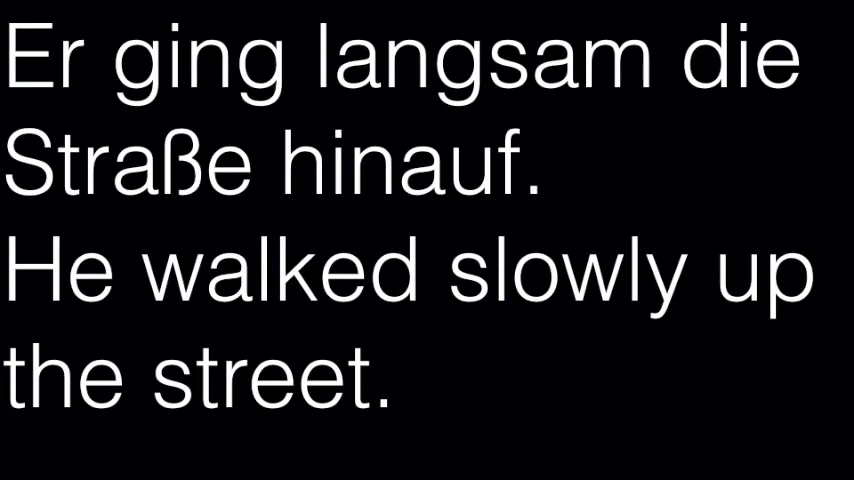 Er ging langsam die
Straße hinauf.
He walked slowly up
the street.